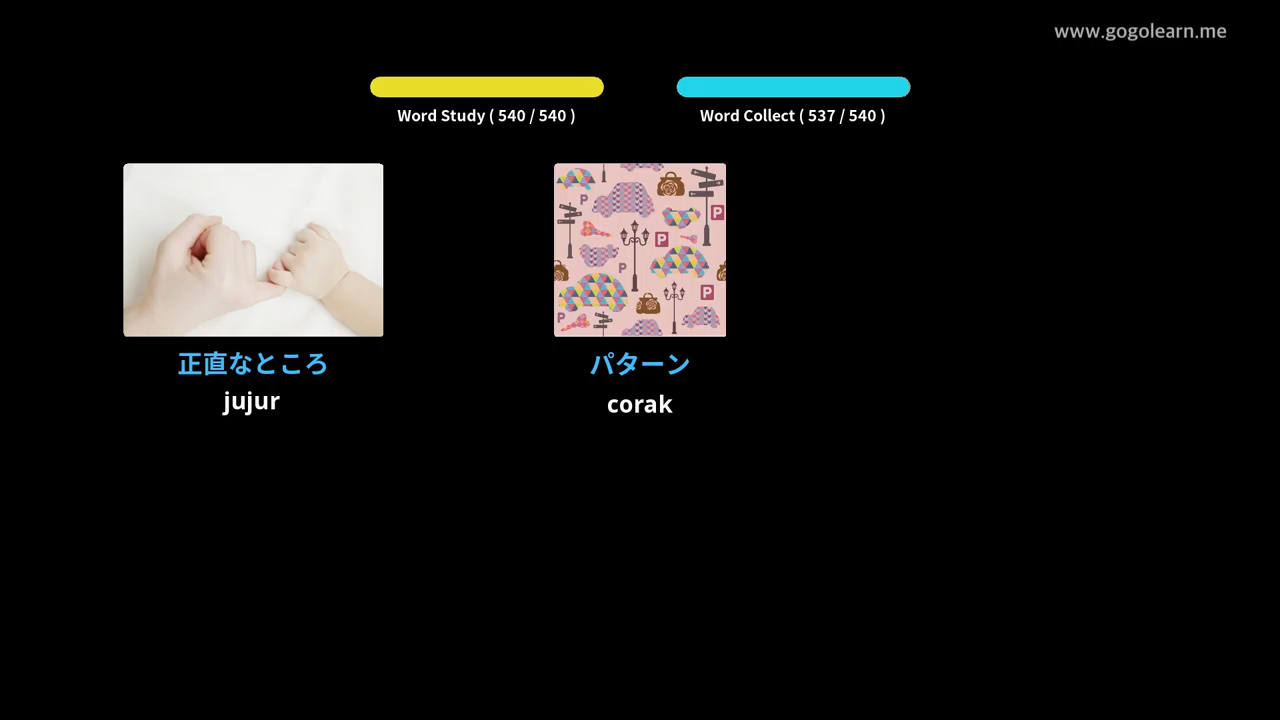 www.gogolearn.me
Word Study ( 540 / 540 )
Word Collect ( 537 / 540 )
P
P
P
P
P
P
正直なところ
jujur
パターン
corak